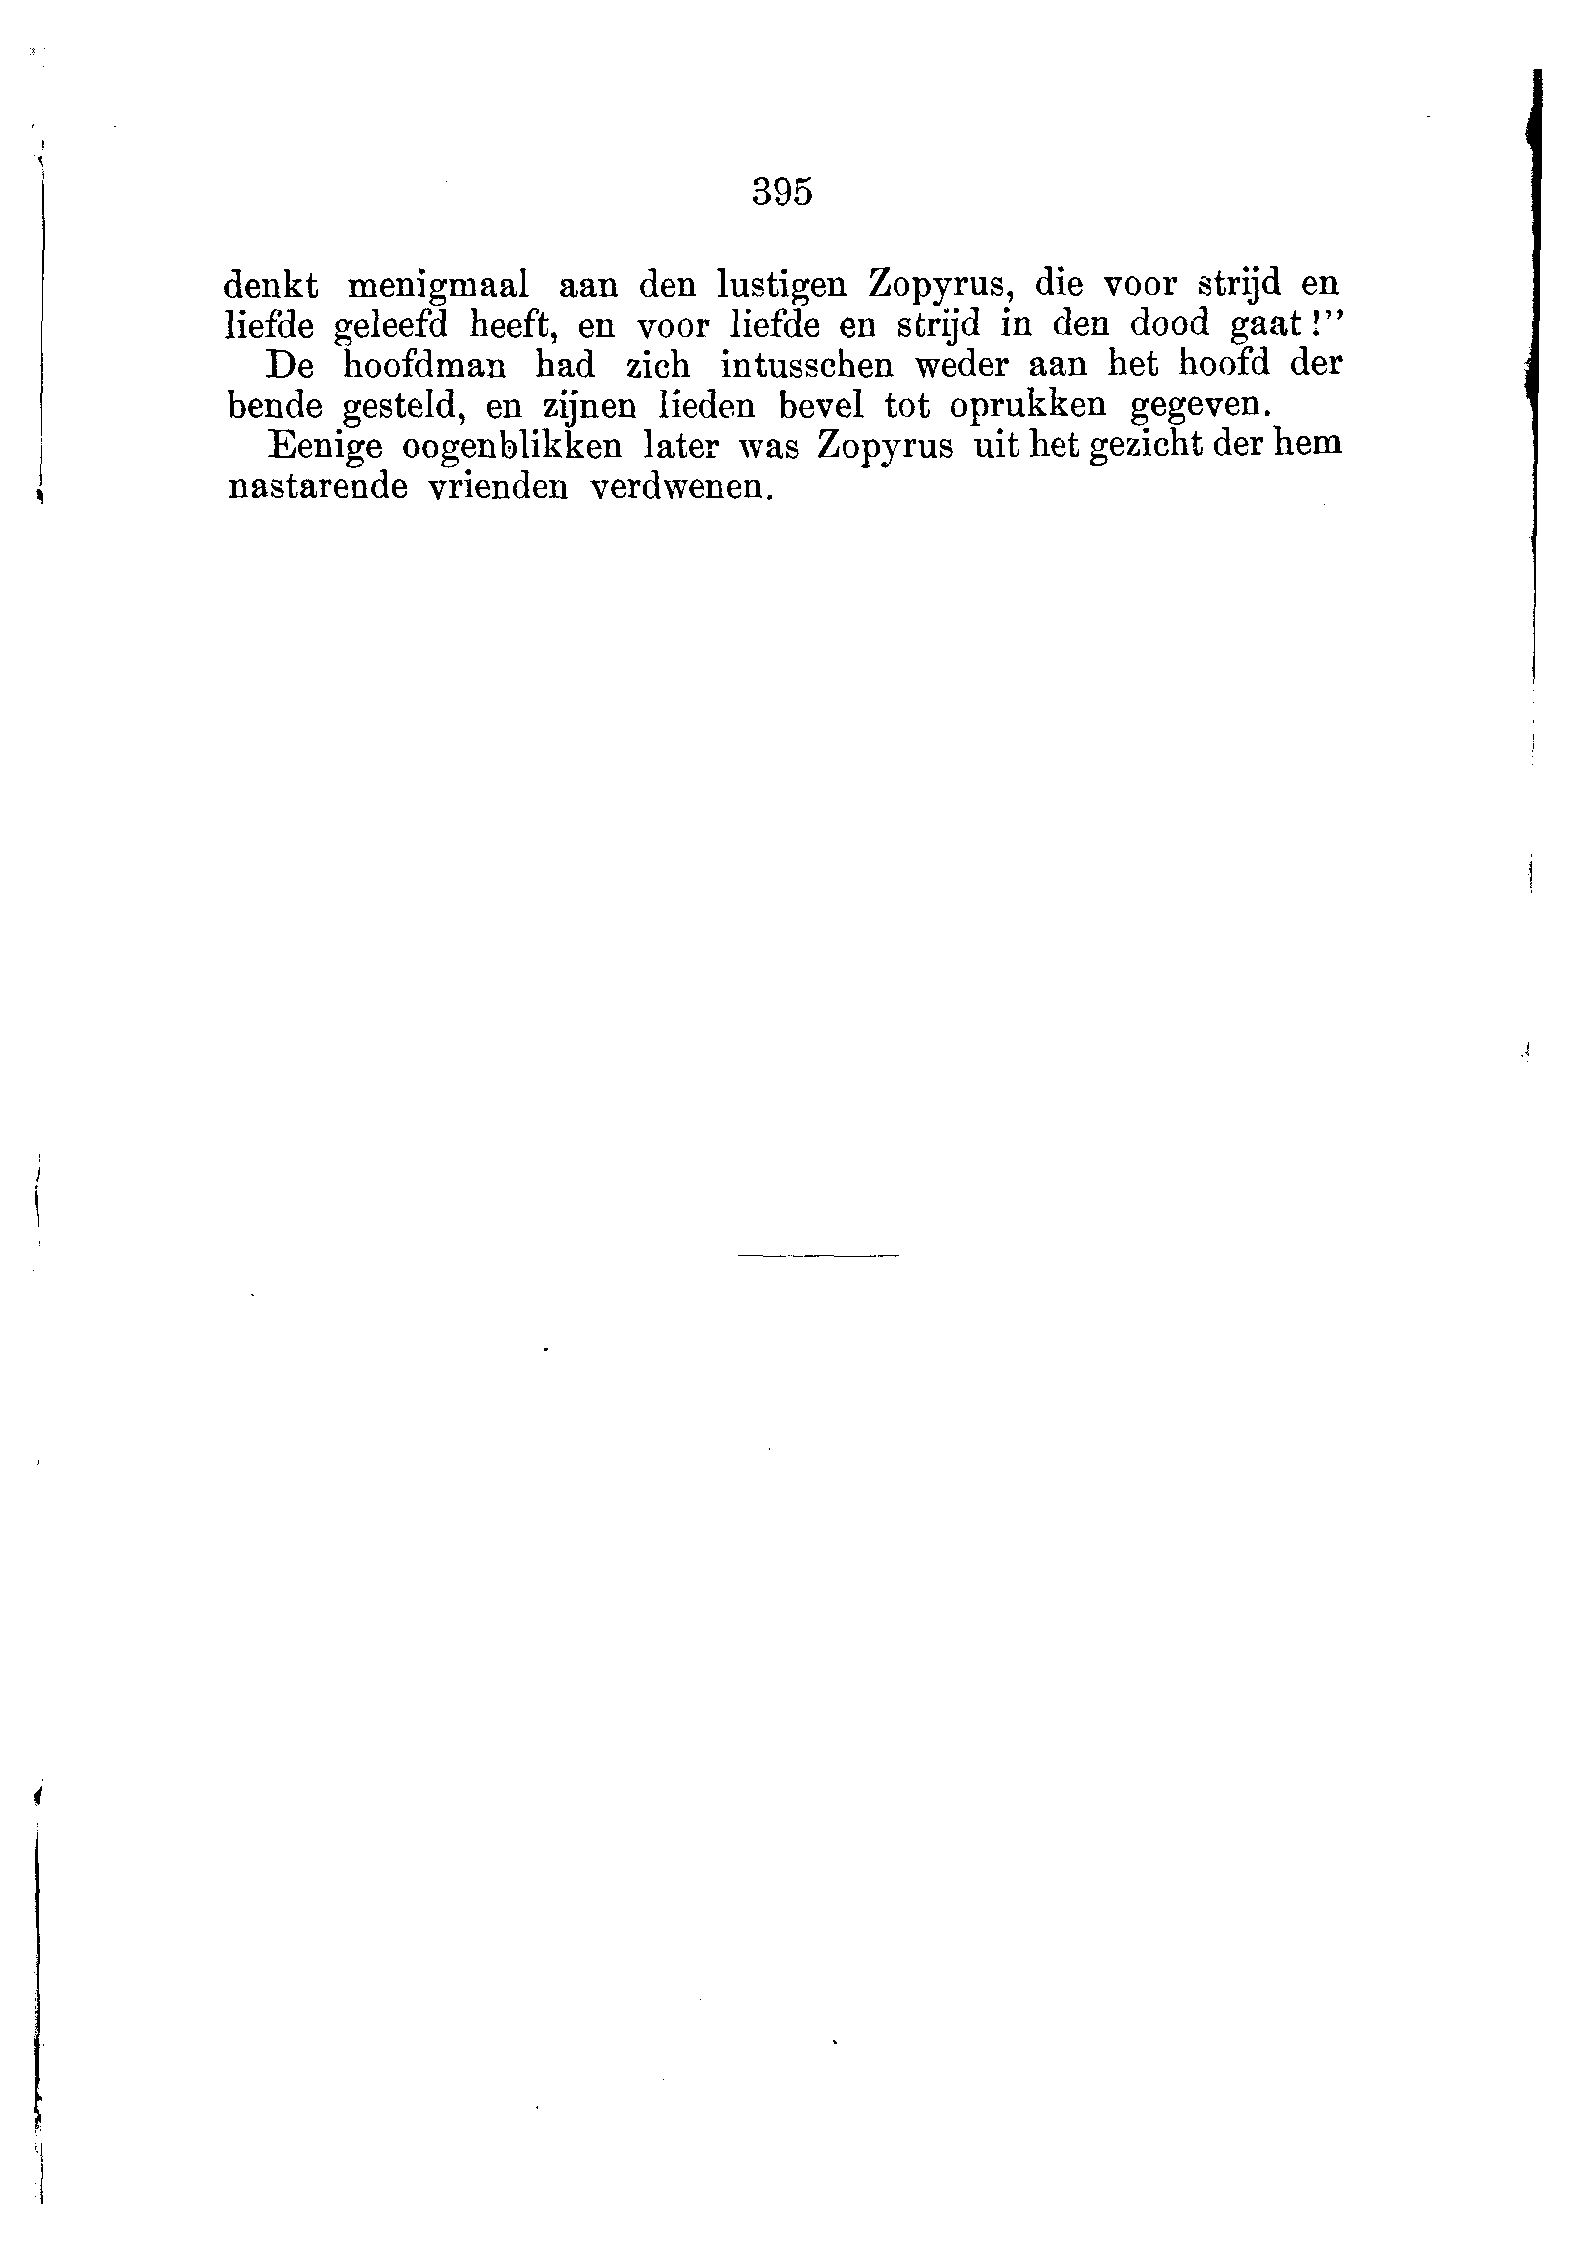 395
denkt menigmaal aan den lustigen Zopyrus, die voor strijd en
liefde geleefd heeft, en voor liefde en strijd in den dood gaat!”
De hoofdman had zich intusschen weder aan het hoofd der
bende gesteld, en zijnen lieden bevel tot oprukken gegeven.
Eenige oogenblikken later was Zopyrus uit het gezicht der hem
nastarende vrienden verdwenen.